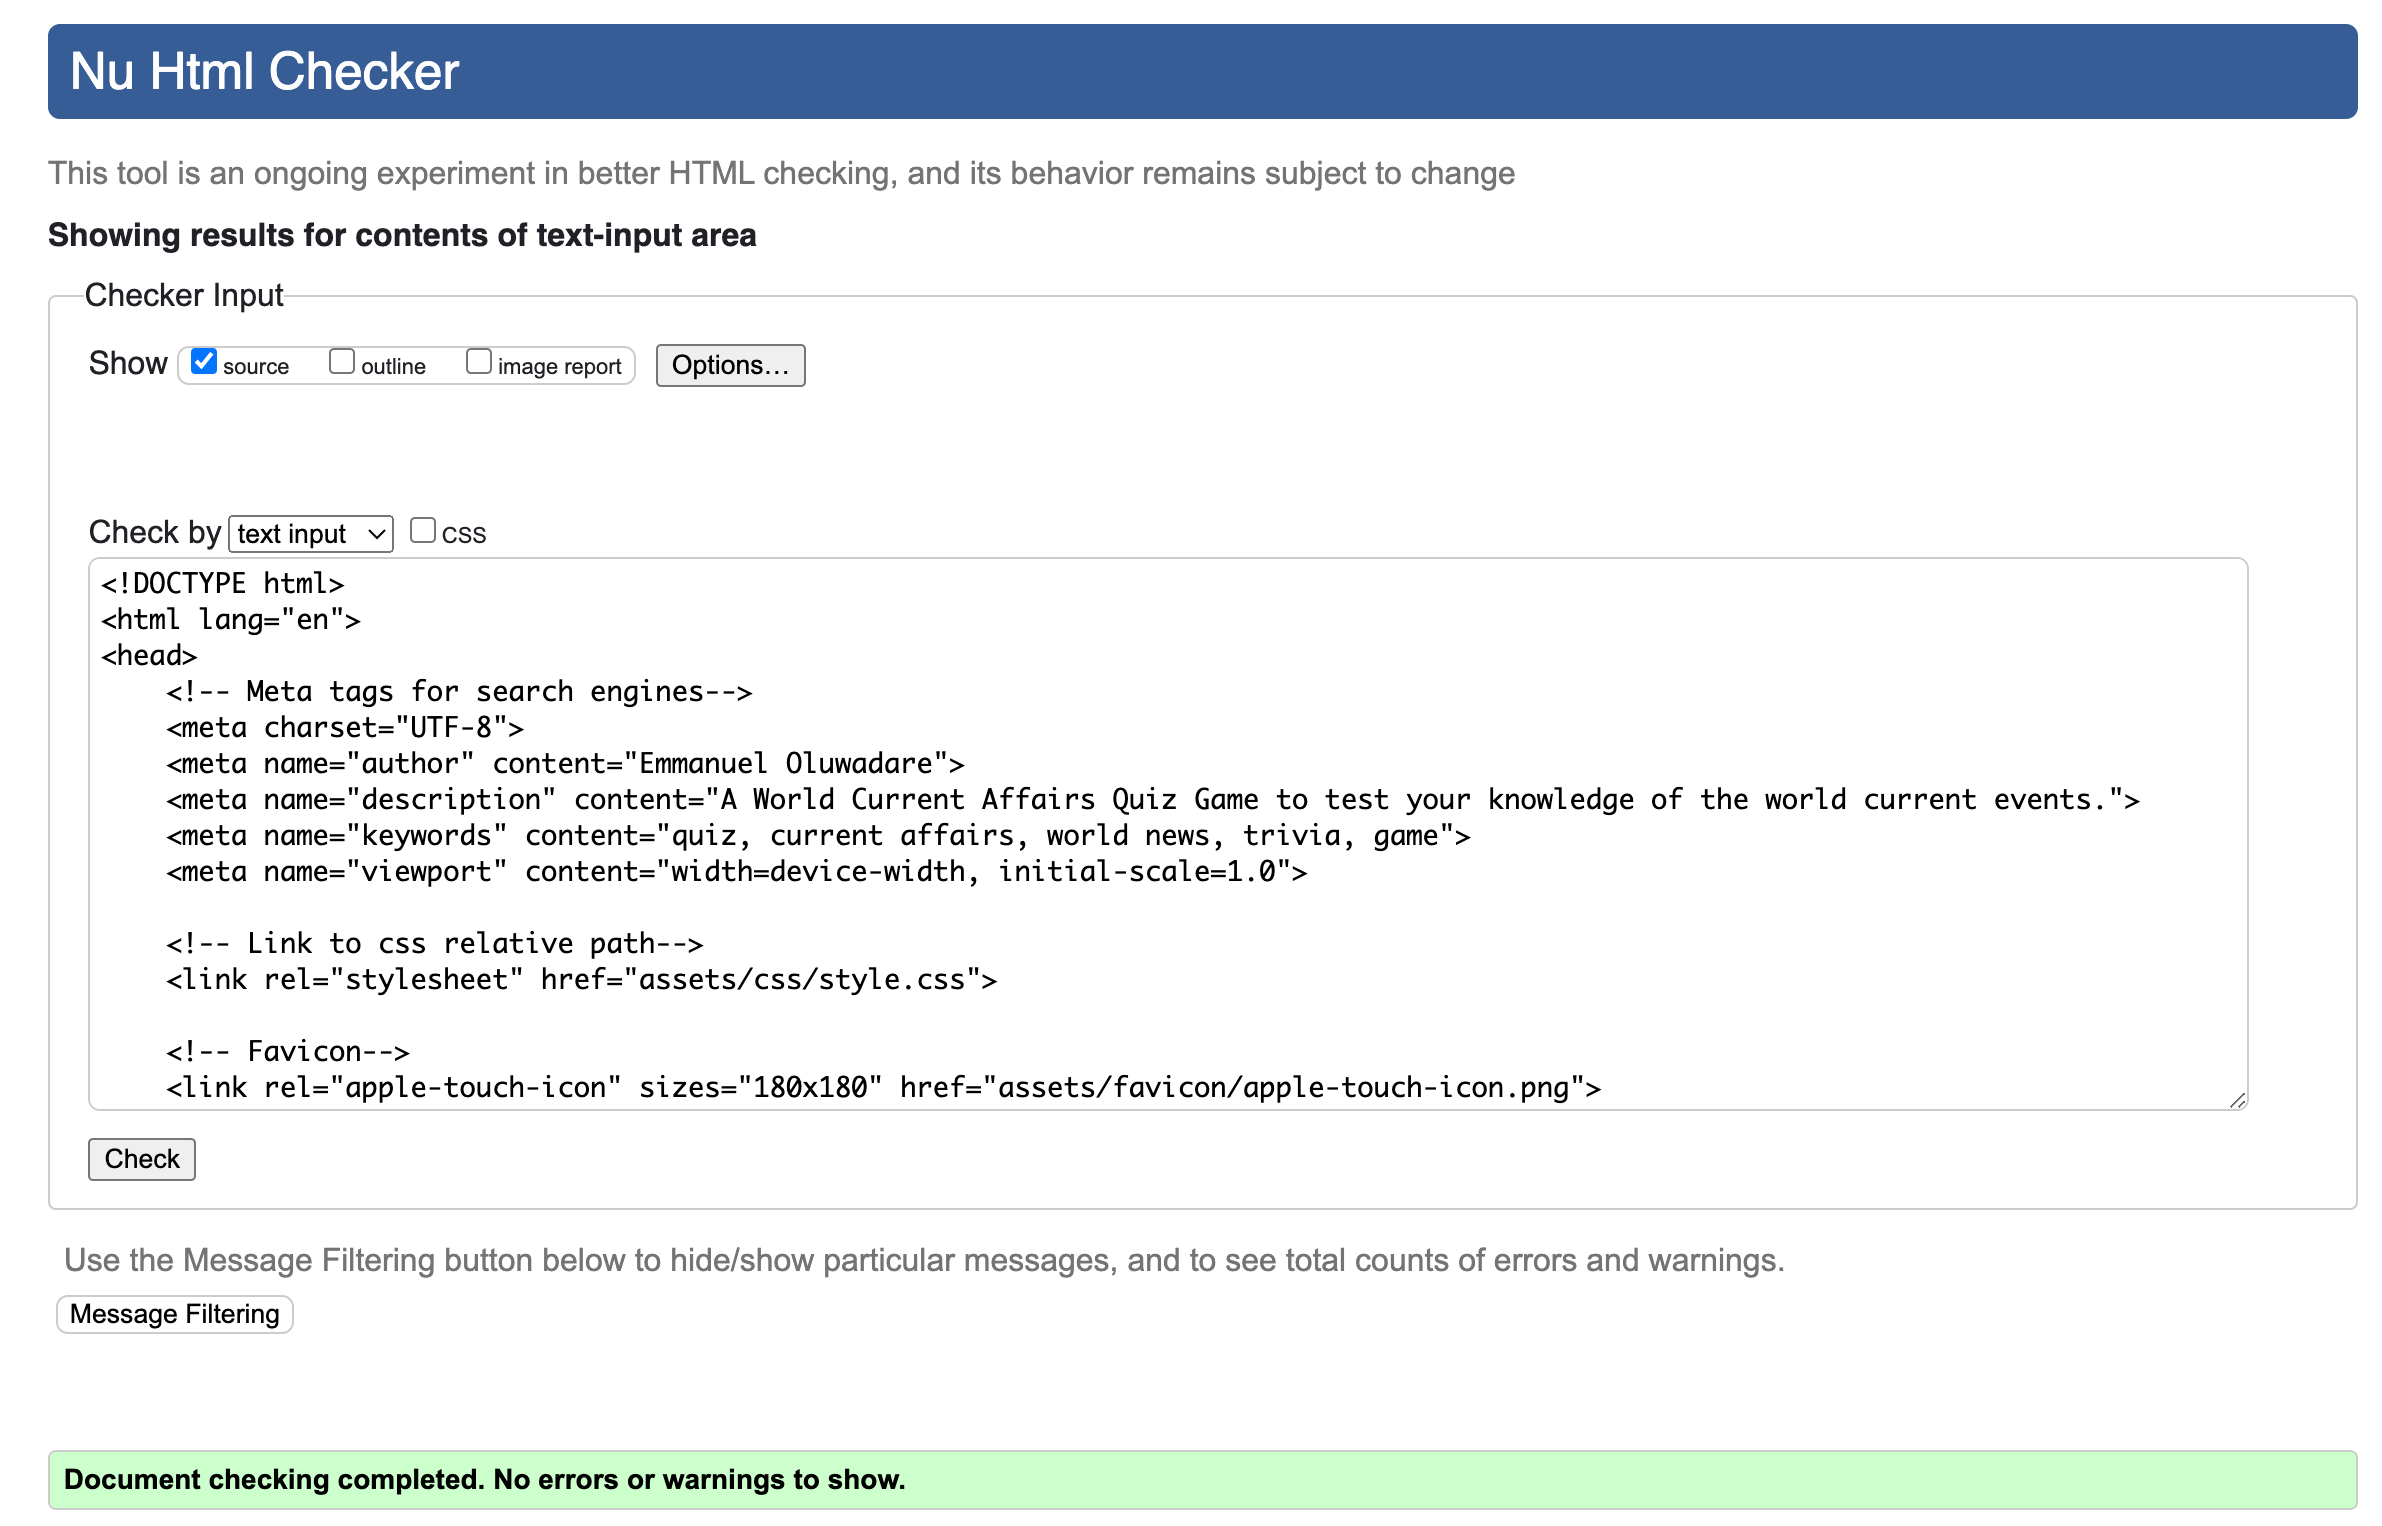 Nu Html Checker
This tool is an ongoing experiment in better HTML checking, and its behavior remains subject to change
Showing results for contents of text-input area
Checker Input
Show source outline image report Options...
Check by text input css
<!DOCTYPE html>
<html lang="en">
<head>
    <!-- Meta tags for search engines-->
    <meta charset="UTF-8">
    <meta name="author" content="Emmanuel Oluwadare">
    <meta name="description" content="A World Current Affairs Quiz Game to test your knowledge of the world current events.">
    <meta name="keywords" content="quiz, current affairs, world news, trivia, game">
    <meta name="viewport" content="width=device-width, initial-scale=1.0">
    <!-- Link to css relative path-->
    <link rel="stylesheet" href="assets/css/style.css">
    <!-- Favicon-->
    <link rel="apple-touch-icon" sizes="180x180" href="assets/favicon/apple-touch-icon.png">
Check
Use the Message Filtering button below to hide/show particular messages, and to see total counts of errors and warnings.
Message Filtering
Document checking completed. No errors or warnings to show.